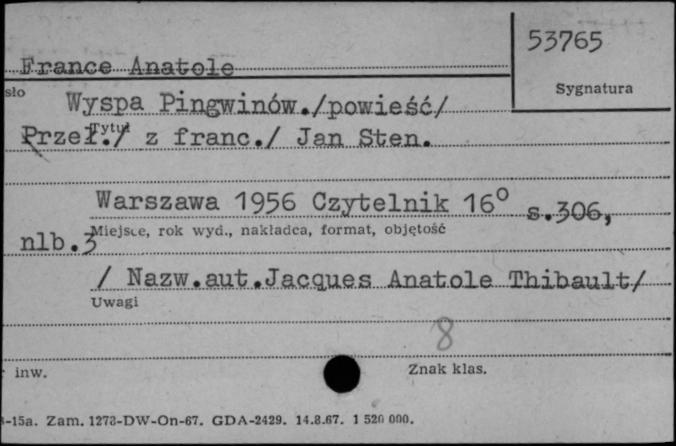 53765
France Anatole
sło
Sygnatura
Wyspa Pingwinów./powieść/
Tytuł
Przeł./ z franc./ Jan Sten.
Warszawa 1956 Czytelnik 16° s.306,
Miejsce, rok wyd., nakładca, format, objętość
nlb.3
/ Nazw.aut.Jacques Anatole Thibault/
Uwagi
8
inw.
Znak klas.
-15a. Zam. 1273-DW-On-67. GDA-2429. 14.8.67. 1 520 000.